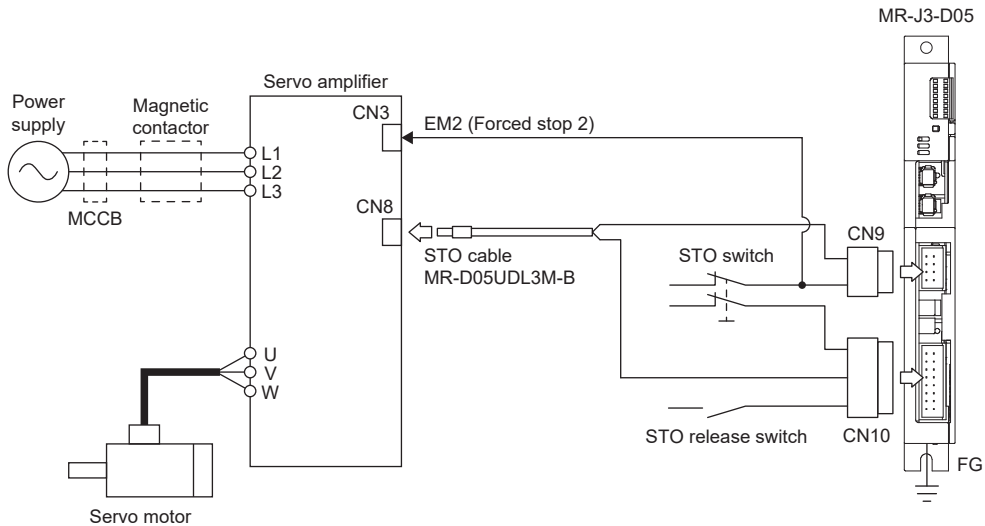 MR-J3-D05
Servo amplifier
Power
supply
Magnetic
contactor
CN3
EM2 (Forced stop 2)
L1
L2
L3
MCCB
CN8
CN9
STO cable
MR-D05UDL3M-B
STO switch
U
V
W
STO release switch
CN10
FG
Servo motor